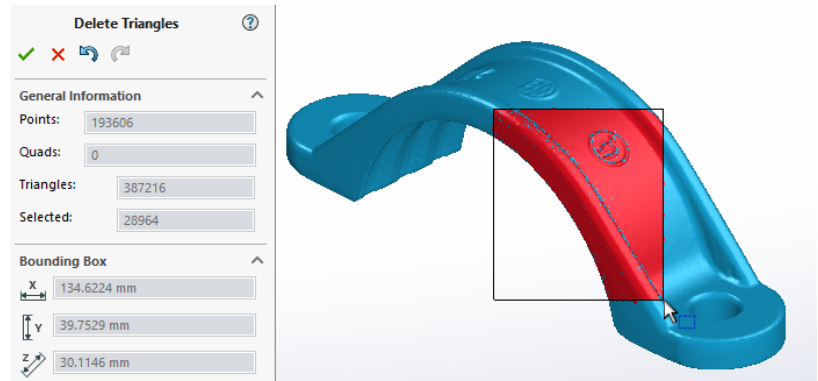 Delete Triangles
General Information
Points: 193606
Quads: 0
Triangles: 387216
Selected: 28964
Bounding Box
X 134.6224 mm
Y 39.7529 mm
Z 30.1146 mm